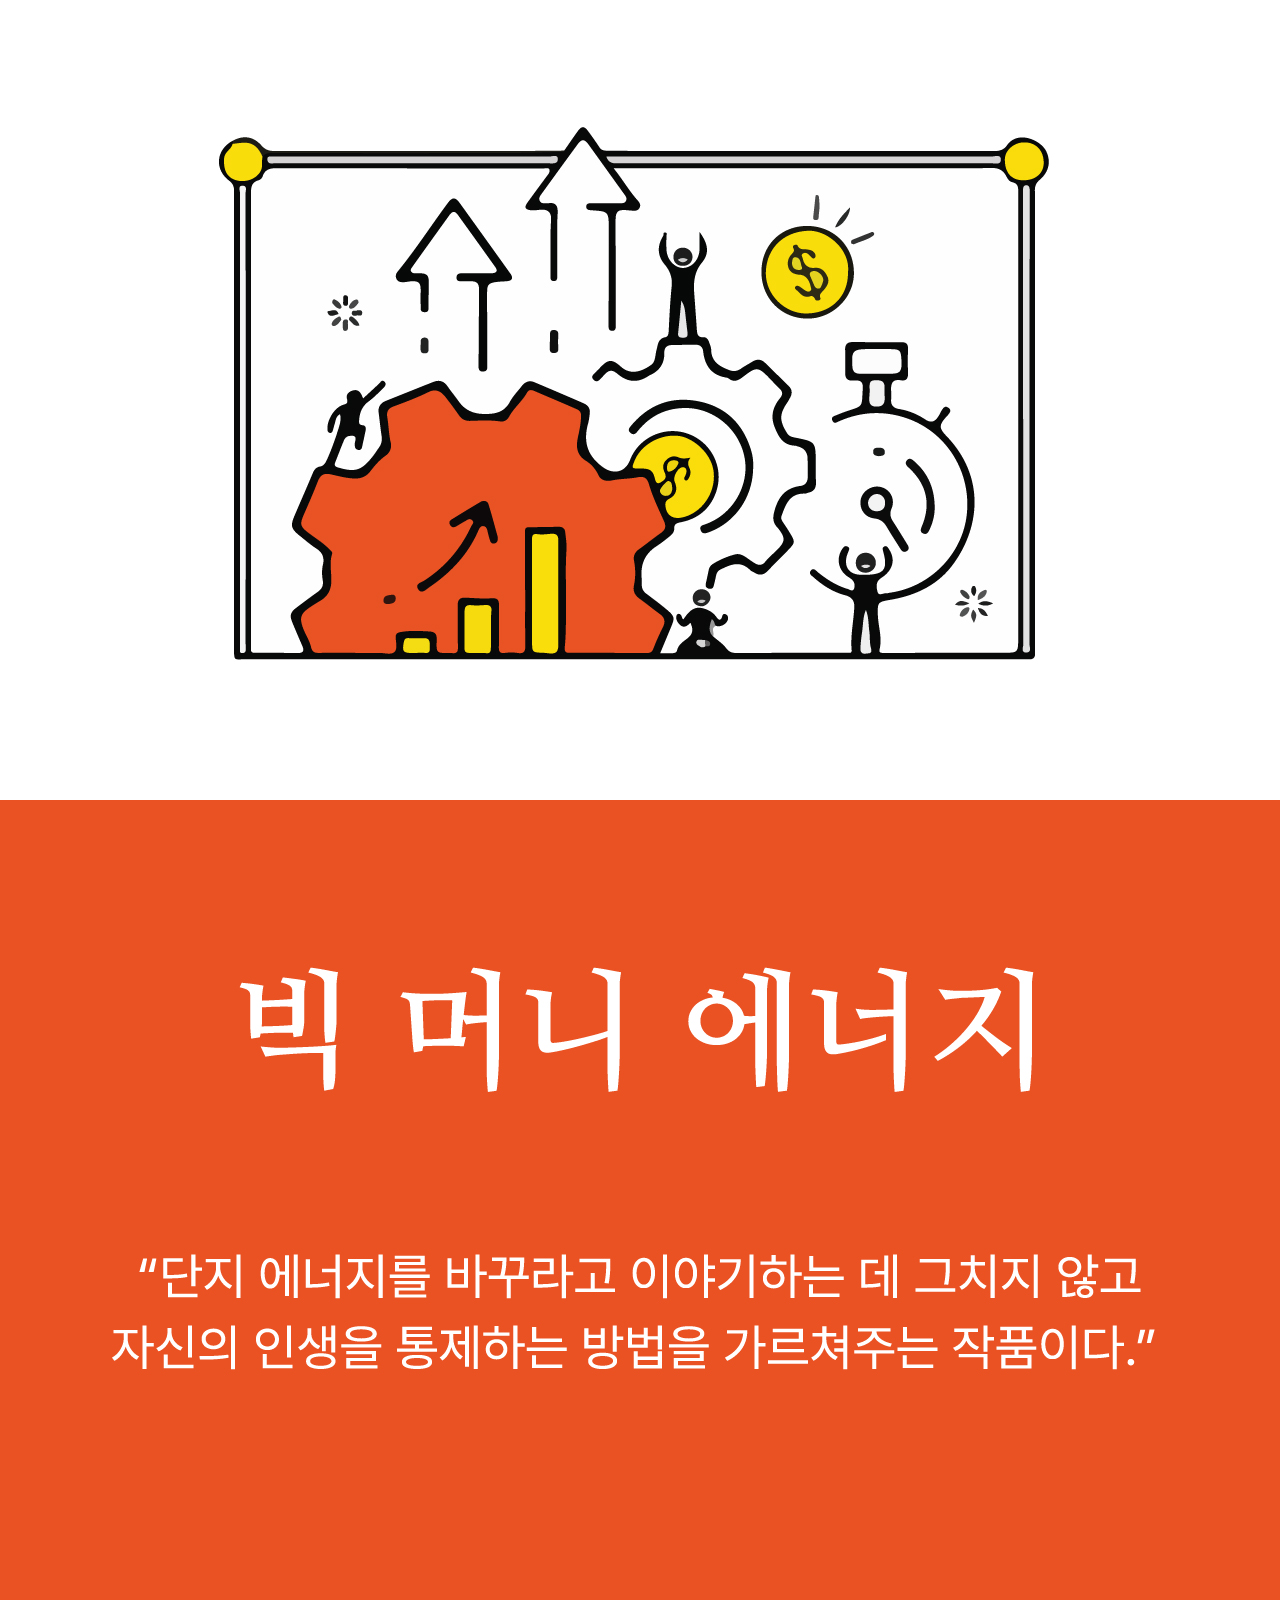 $
$
빅 머니 에너지
“단지 에너지를 바꾸라고 이야기하는 데 그치지 않고
자신의 인생을 통제하는 방법을 가르쳐주는 작품이다.”